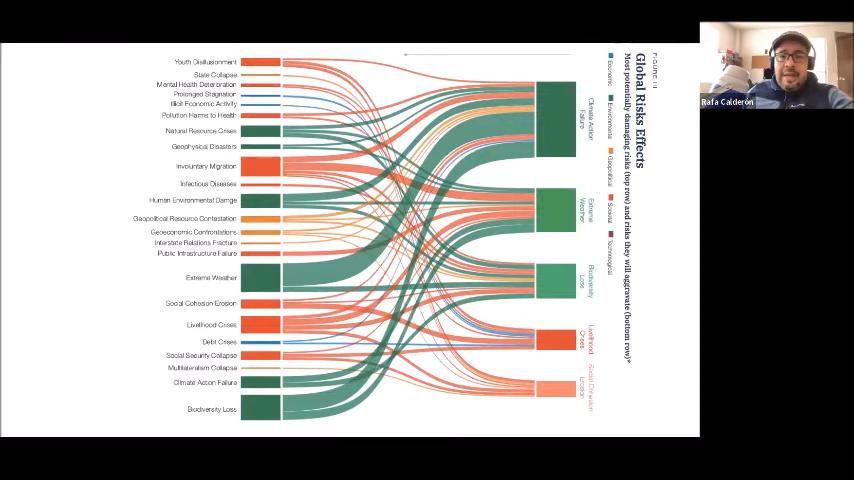 FIGURE III
Global Risks Effects
Most potentially damaging risks (top row) and risks they will aggravate (bottom row)*
Economic
Environmental
Geopolitical
Societal
Technological
Climate Action
Failure
Extreme
Weather
Biodiversity
Loss
Livelihood
Crises
Social Cohesion
Erosion
Youth Disillusionment
State Collapse
Mental Health Deterioration
Prolonged Stagnation
Illicit Economic Activity
Pollution Harms to Health
Natural Resource Crises
Geophysical Disasters
Involuntary Migration
Infectious Diseases
Human Environmental Damge
Geopolitical Resource Contestation
Geoeconomic Confrontations
Interstate Relations Fracture
Public Infrastructure Failure
Extreme Weather
Social Cohesion Erosion
Livelihood Crises
Debt Crises
Social Security Collapse
Multilateralism Collapse
Climate Action Failure
Biodiversity Loss
Rafa Calderon